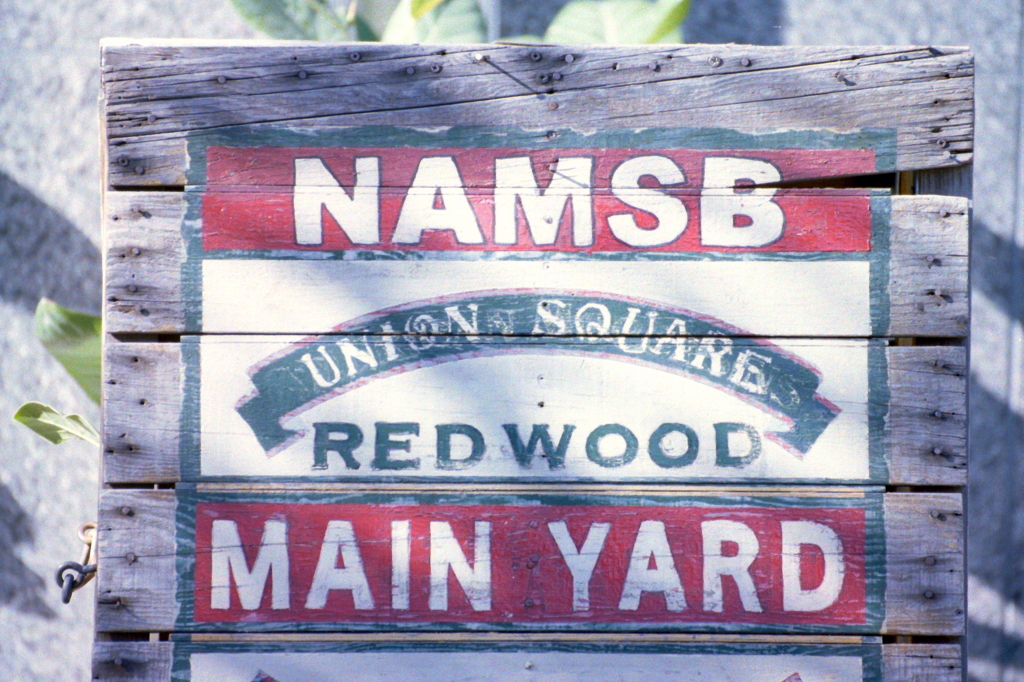 NAMSB
UNION SQUARE
REDWOOD
MAIN YARD